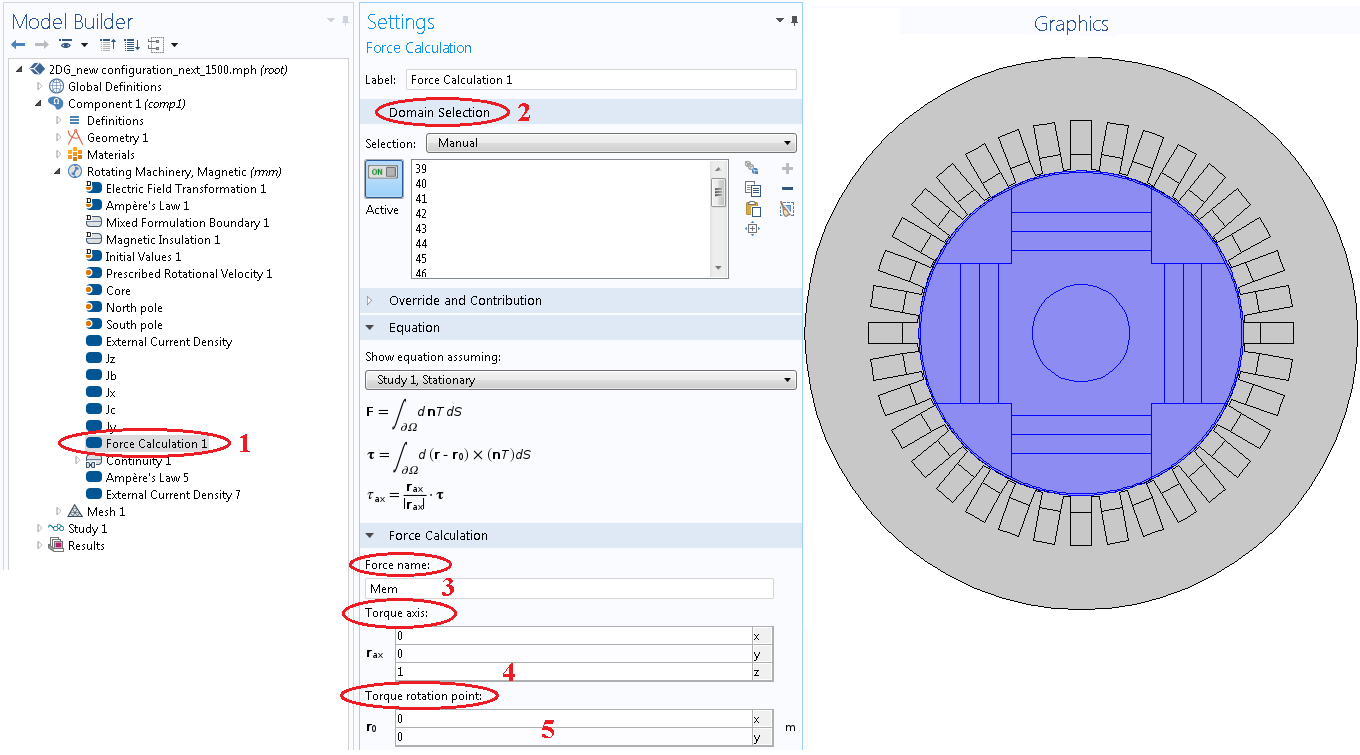 Model Builder
2DG_new configuration_next_1500.mph (root)
Global Definitions
Component 1 (comp1)
Definitions
Geometry 1
Materials
Rotating Machinery, Magnetic (rmm)
Electric Field Transformation 1
Ampère's Law 1
Mixed Formulation Boundary 1
Magnetic Insulation 1
Initial Values 1
Prescribed Rotational Velocity 1
Core
North pole
South pole
External Current Density
Jz
Jb
Jx
Jc
Jy
Force Calculation 1 1
Continuity 1
Ampère's Law 5
External Current Density 7
Mesh 1
Study 1
Results
Settings
Force Calculation
Label: Force Calculation 1
Domain Selection 2
Selection: Manual
ON
Active
39
40
41
42
43
44
45
46
Override and Contribution
Equation
Show equation assuming:
Study 1, Stationary
F = ∫∂Ω d nT dS
τ = ∫∂Ω d (r - r₀) × (nT)dS
τax = rax/|rax| · τ
Force Calculation
Force name:
Mem 3
Torque axis:
rax
0 x
0 y
1 z
4
Torque rotation point:
r₀
0 x
0 y
m
5
Graphics